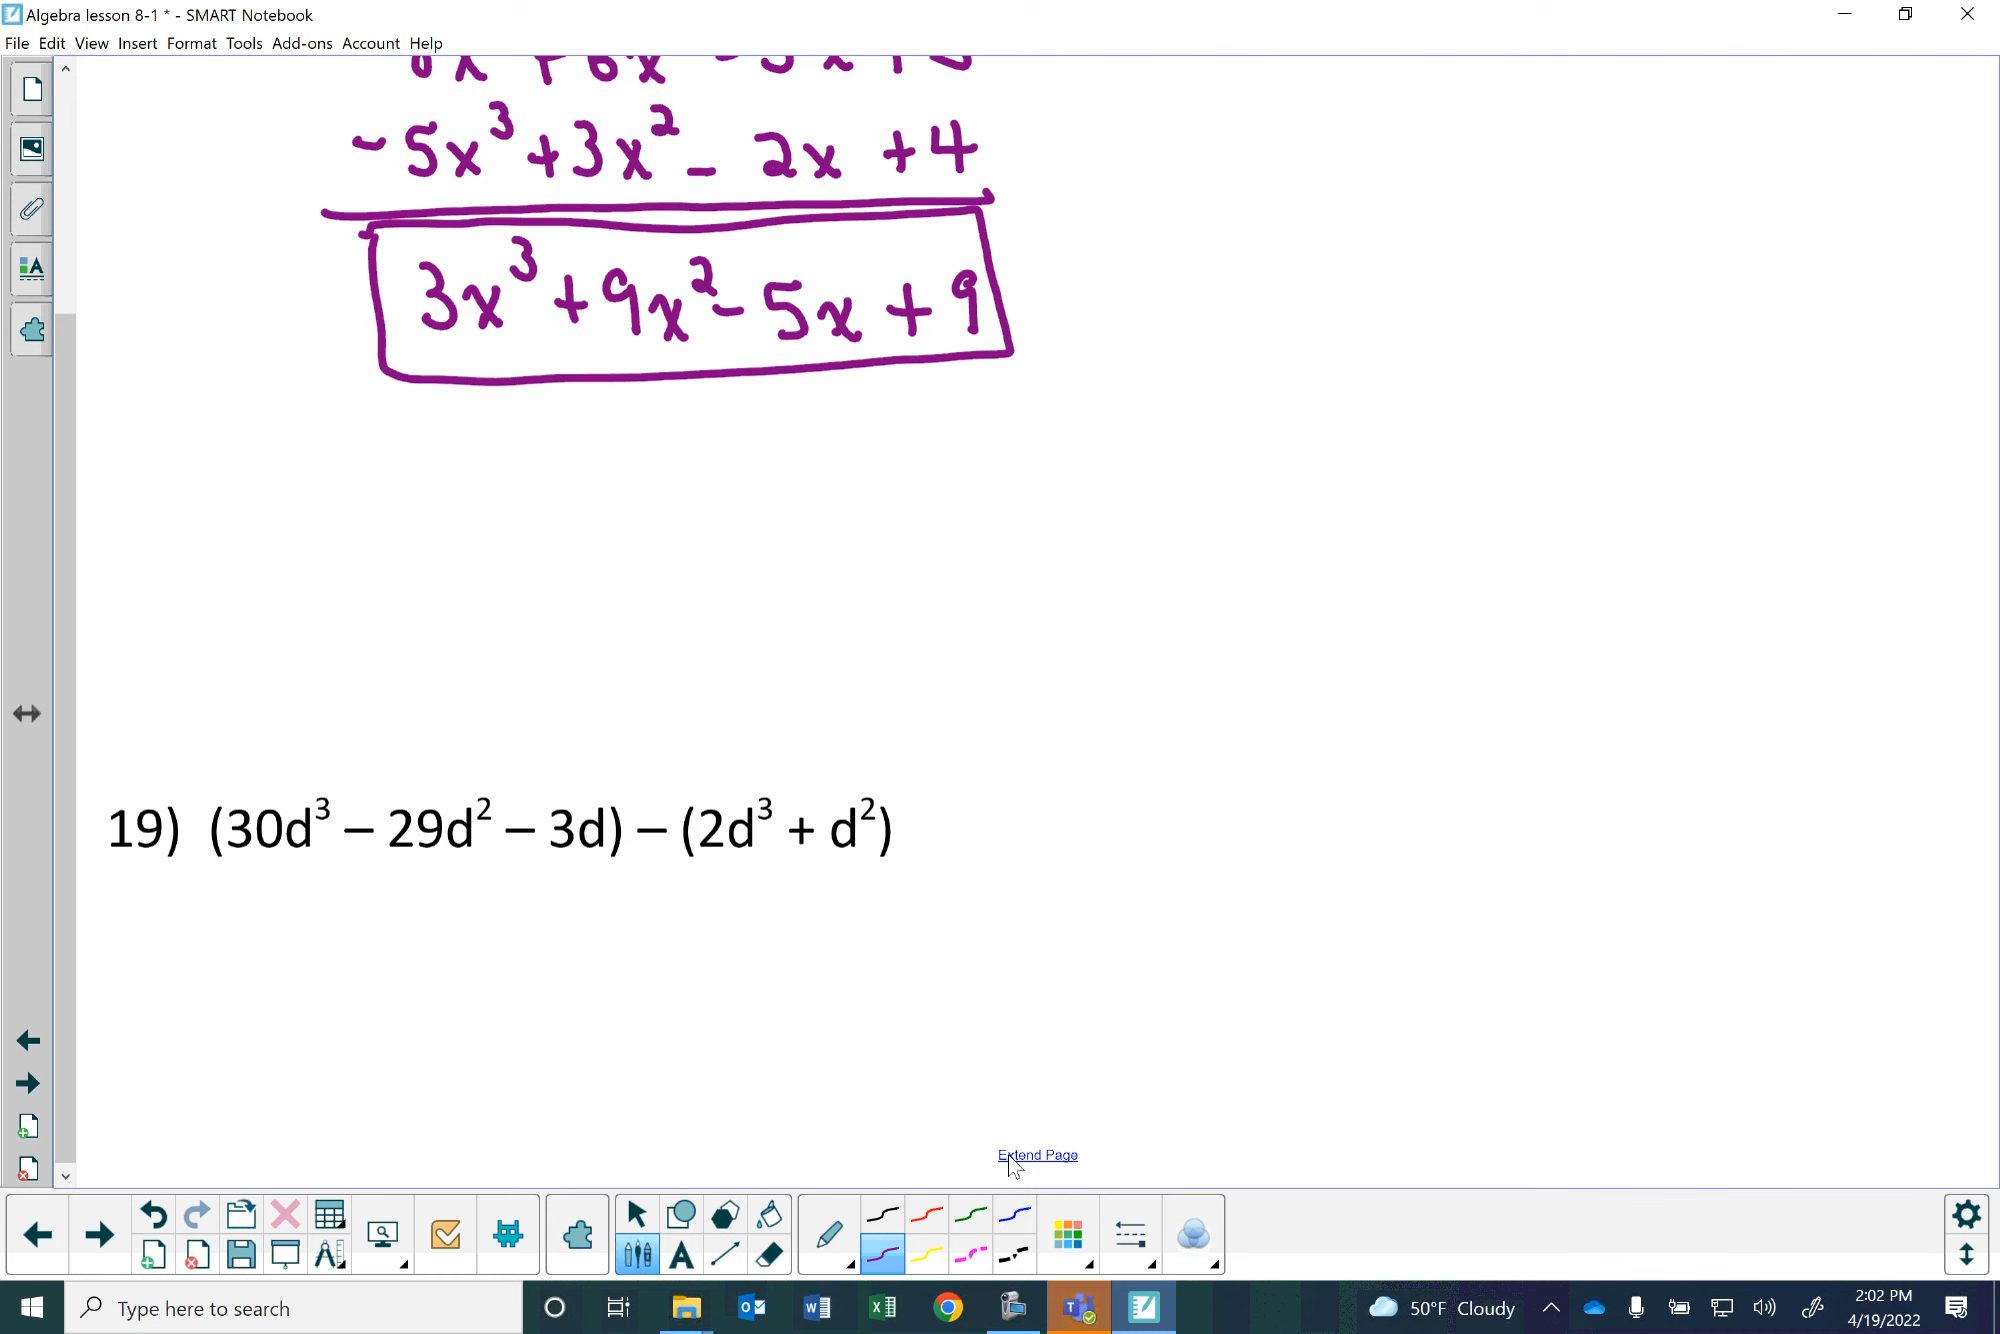 Algebra lesson 8-1 * - SMART Notebook
File Edit View Insert Format Tools Add-ons Account Help
- 5x³ + 3x² - 2x + 4
3x³ + 9x² - 5x + 9
19) (30d³ – 29d² – 3d) – (2d³ + d²)
Extend Page
Type here to search
50°F Cloudy
2:02 PM
4/19/2022